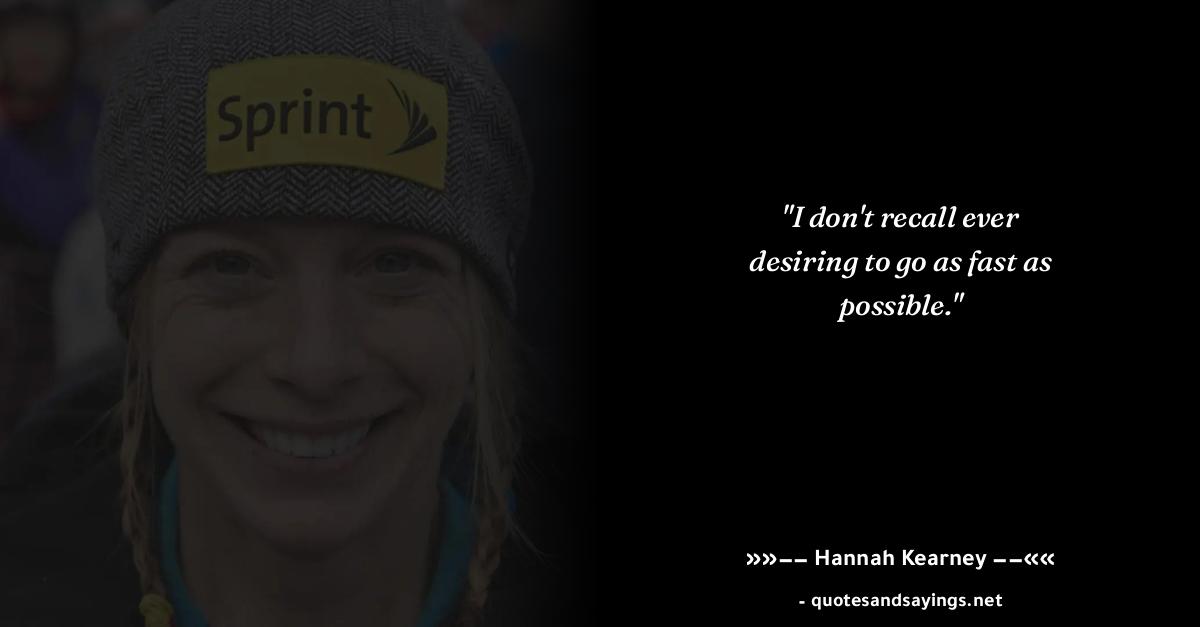 Sprint
"I don't recall ever
desiring to go as fast as
possible."
»»−− Hannah Kearney −−««
- quotesandsayings.net